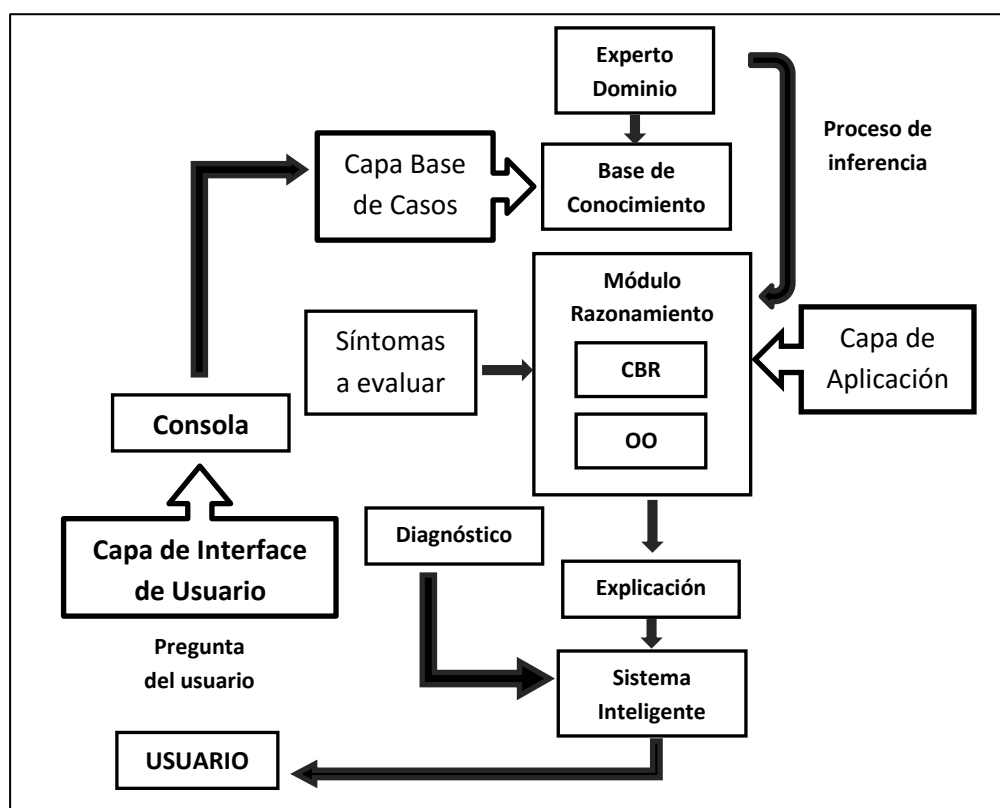 Experto
Dominio
Proceso de
inferencia
Capa Base
de Casos
Base de
Conocimiento
Módulo
Razonamiento
CBR
OO
Síntomas
a evaluar
Capa de
Aplicación
Consola
Capa de Interface
de Usuario
Pregunta
del usuario
Diagnóstico
Explicación
Sistema
Inteligente
USUARIO